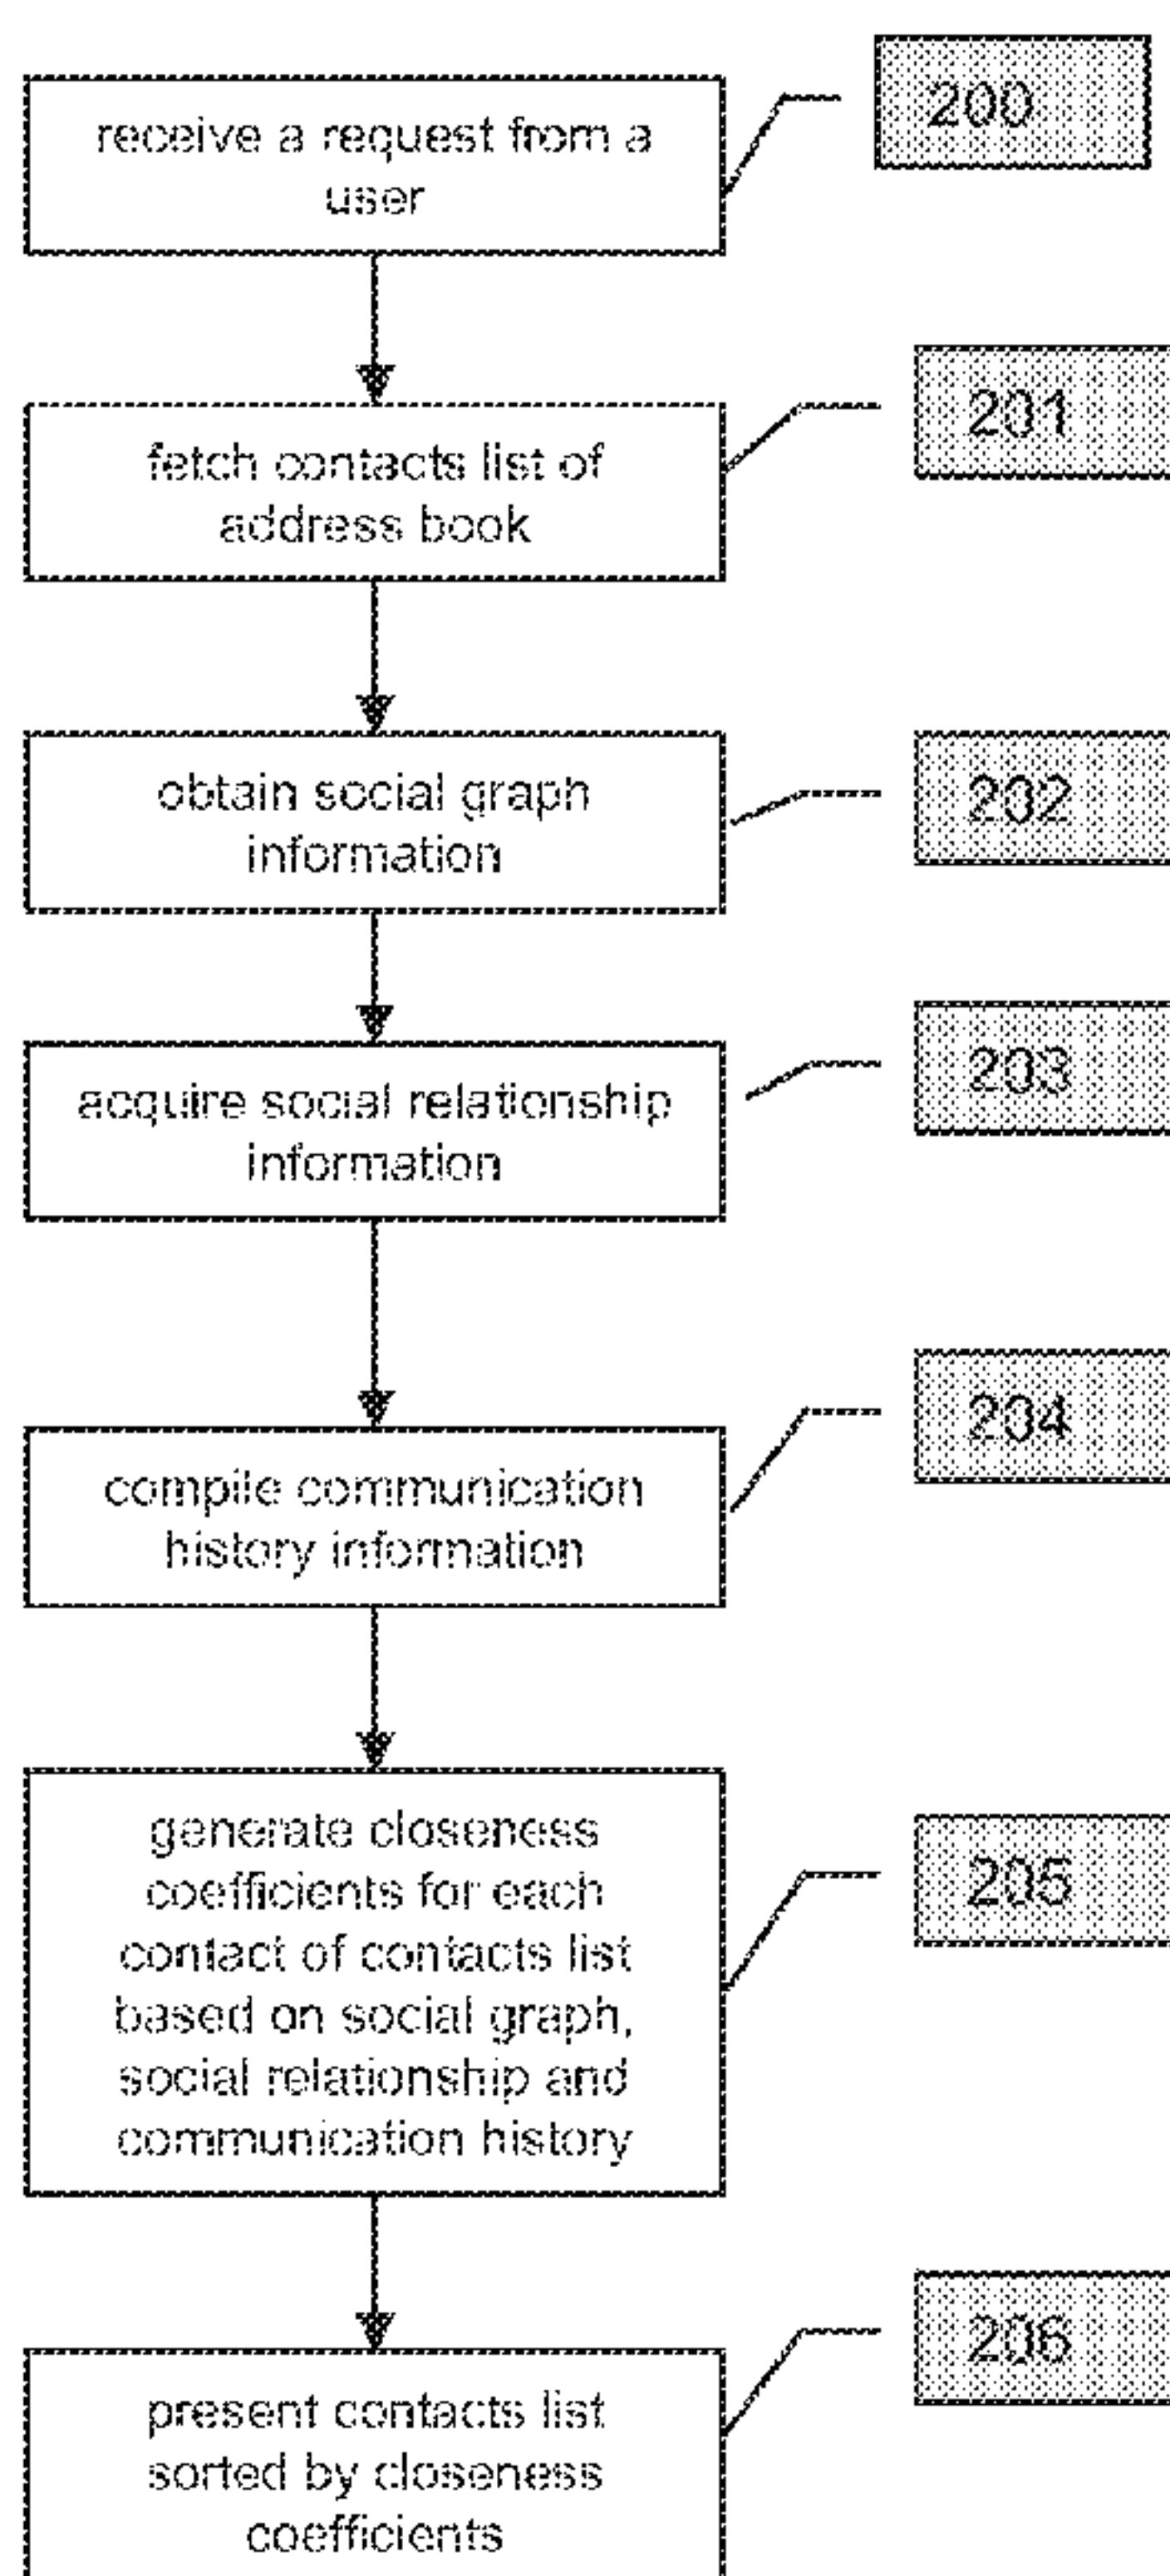 receive a request from a
user
200
fetch contacts list of
address book
201
obtain social graph
information
202
acquire social relationship
information
203
compile communication
history information
204
generate closeness
coefficients for each
contact of contacts list
based on social graph,
social relationship and
communication history
205
present contacts list
sorted by closeness
coefficients
206